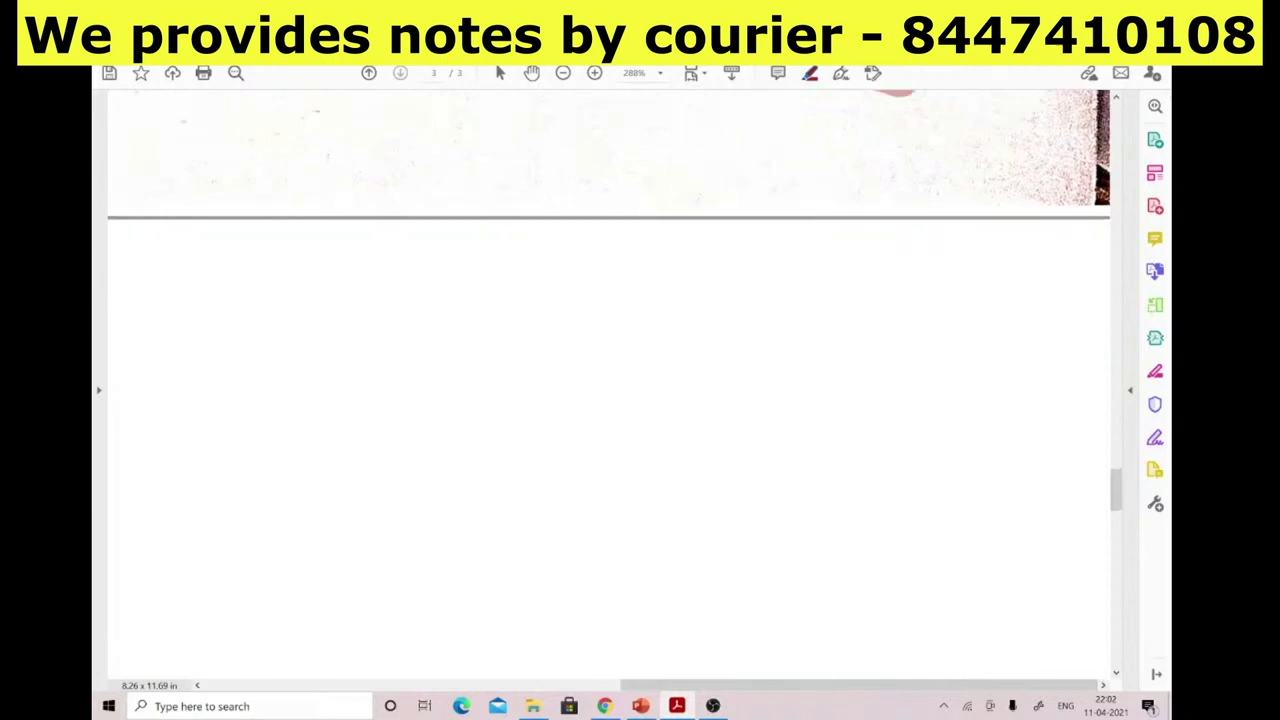 We provides notes by courier - 8447410108
3 / 3
288%
8.26 x 11.69 in
Type here to search
ENG
22:02
11-04-2021